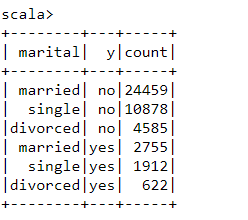 scala>
+--------+---+-----+
| marital|  y|count|
+--------+---+-----+
| married| no|24459|
|  single| no|10878|
|divorced| no| 4585|
| married|yes| 2755|
|  single|yes| 1912|
|divorced|yes|  622|
+--------+---+-----+